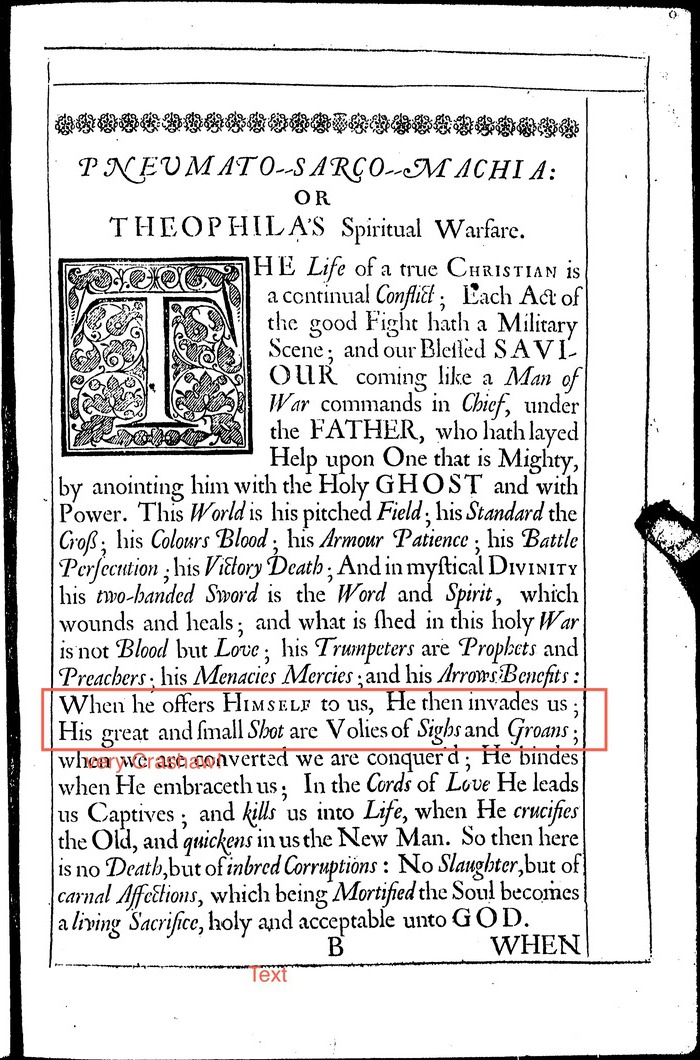 PNEUMATO--SARCO--MACHIA:
OR
THEOPHILA'S Spiritual Warfare.
THE Life of a true CHRISTIAN is
a continual Conflict; Each Act of
the good Fight hath a Military
Scene; and our Blessed SAVI-
OUR coming like a Man of
War commands in Chief, under
the FATHER, who hath layed
Help upon One that is Mighty,
by anointing him with the Holy GHOST and with
Power. This World is his pitched Field; his Standard the
Croß; his Colours Blood; his Armour Patience; his Battle
Persecution; his Victory Death; And in mystical DIVINITY
his two-handed Sword is the Word and Spirit, which
wounds and heals; and what is shed in this holy War
is not Blood but Love; his Trumpeters are Prophets and
Preachers; his Menacies Mercies; and his Arrows Benefits:
When he offers HIMSELF to us, He then invades us;
His great and small Shot are Volies of Sighs and Groans;
when we are converted we are conquer'd; He bindes
very Crashawn
when He embraceth us; In the Cords of Love He leads
us Captives; and kills us into Life, when He crucifies
the Old, and quickens in us the New Man. So then here
is no Death, but of inbred Corruptions: No Slaughter, but of
carnal Affections, which being Mortified the Soul becomes
a living Sacrifice, holy and acceptable unto GOD.
B WHEN
Text